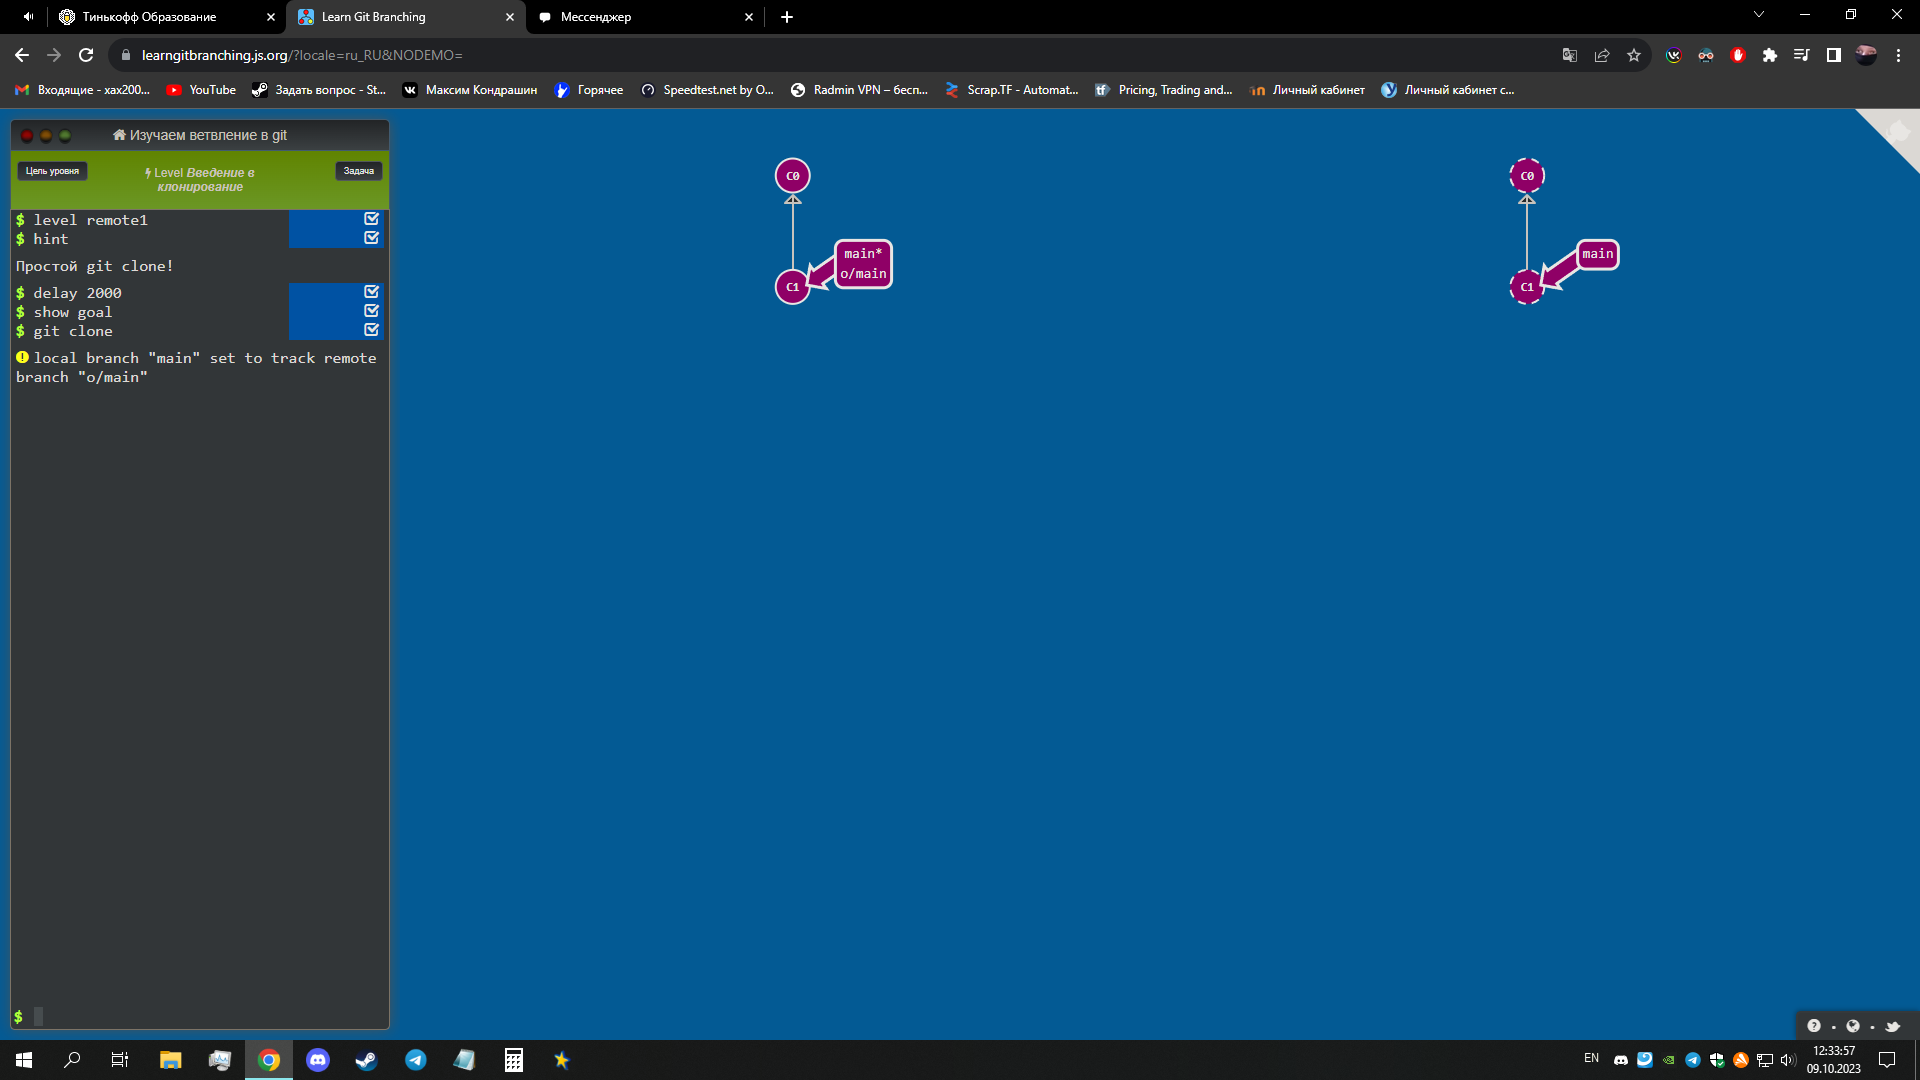 Тинькофф Образование
Learn Git Branching
Мессенджер
learngitbranching.js.org/?locale=ru_RU&NODEMO=
Входящие - xax200...
YouTube
Задать вопрос - St...
Максим Кондрашин
Горячее
Speedtest.net by O...
Radmin VPN – бесп...
Scrap.TF - Automat...
Pricing, Trading and...
Личный кабинет
Личный кабинет с...
Изучаем ветвление в git
Цель уровня
Level Введение в
клонирование
Задача
$ level remote1
$ hint
Простой git clone!
$ delay 2000
$ show goal
$ git clone
local branch "main" set to track remote
branch "o/main"
$
C0
main*
o/main
C1
C0
main
C1
EN
12:33:57
09.10.2023